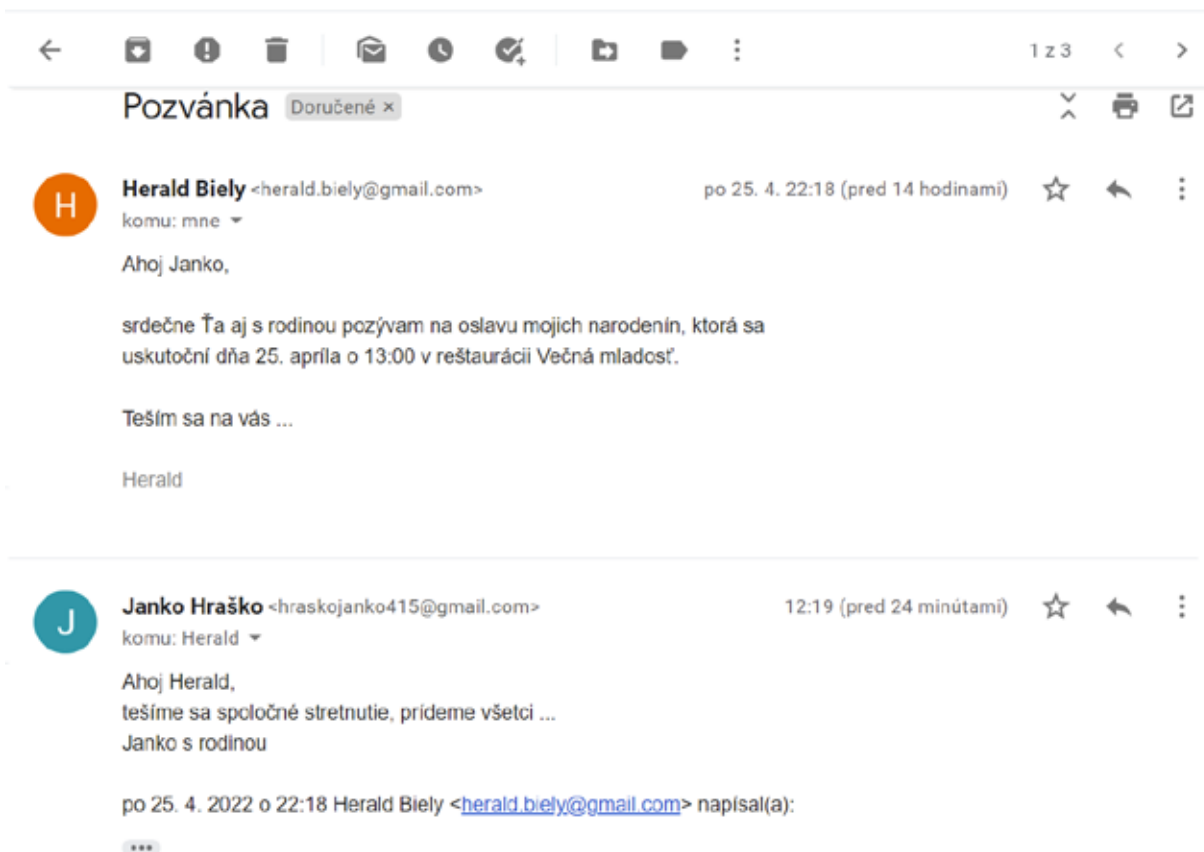 1 z 3
Pozvánka Doručené ×
Herald Biely <herald.biely@gmail.com> po 25. 4. 22:18 (pred 14 hodinami)
komu: mne
Ahoj Janko,
srdečne Ťa aj s rodinou pozývam na oslavu mojich narodenín, ktorá sa
uskutoční dňa 25. apríla o 13:00 v reštaurácii Večná mladosť.
Teším sa na vás ...
Herald
H
Janko Hraško <hraskojanko415@gmail.com> 12:19 (pred 24 minútami)
komu: Herald
Ahoj Herald,
tešíme sa spoločné stretnutie, prídeme všetci ...
Janko s rodinou
po 25. 4. 2022 o 22:18 Herald Biely <herald.biely@gmail.com> napísal(a):
J